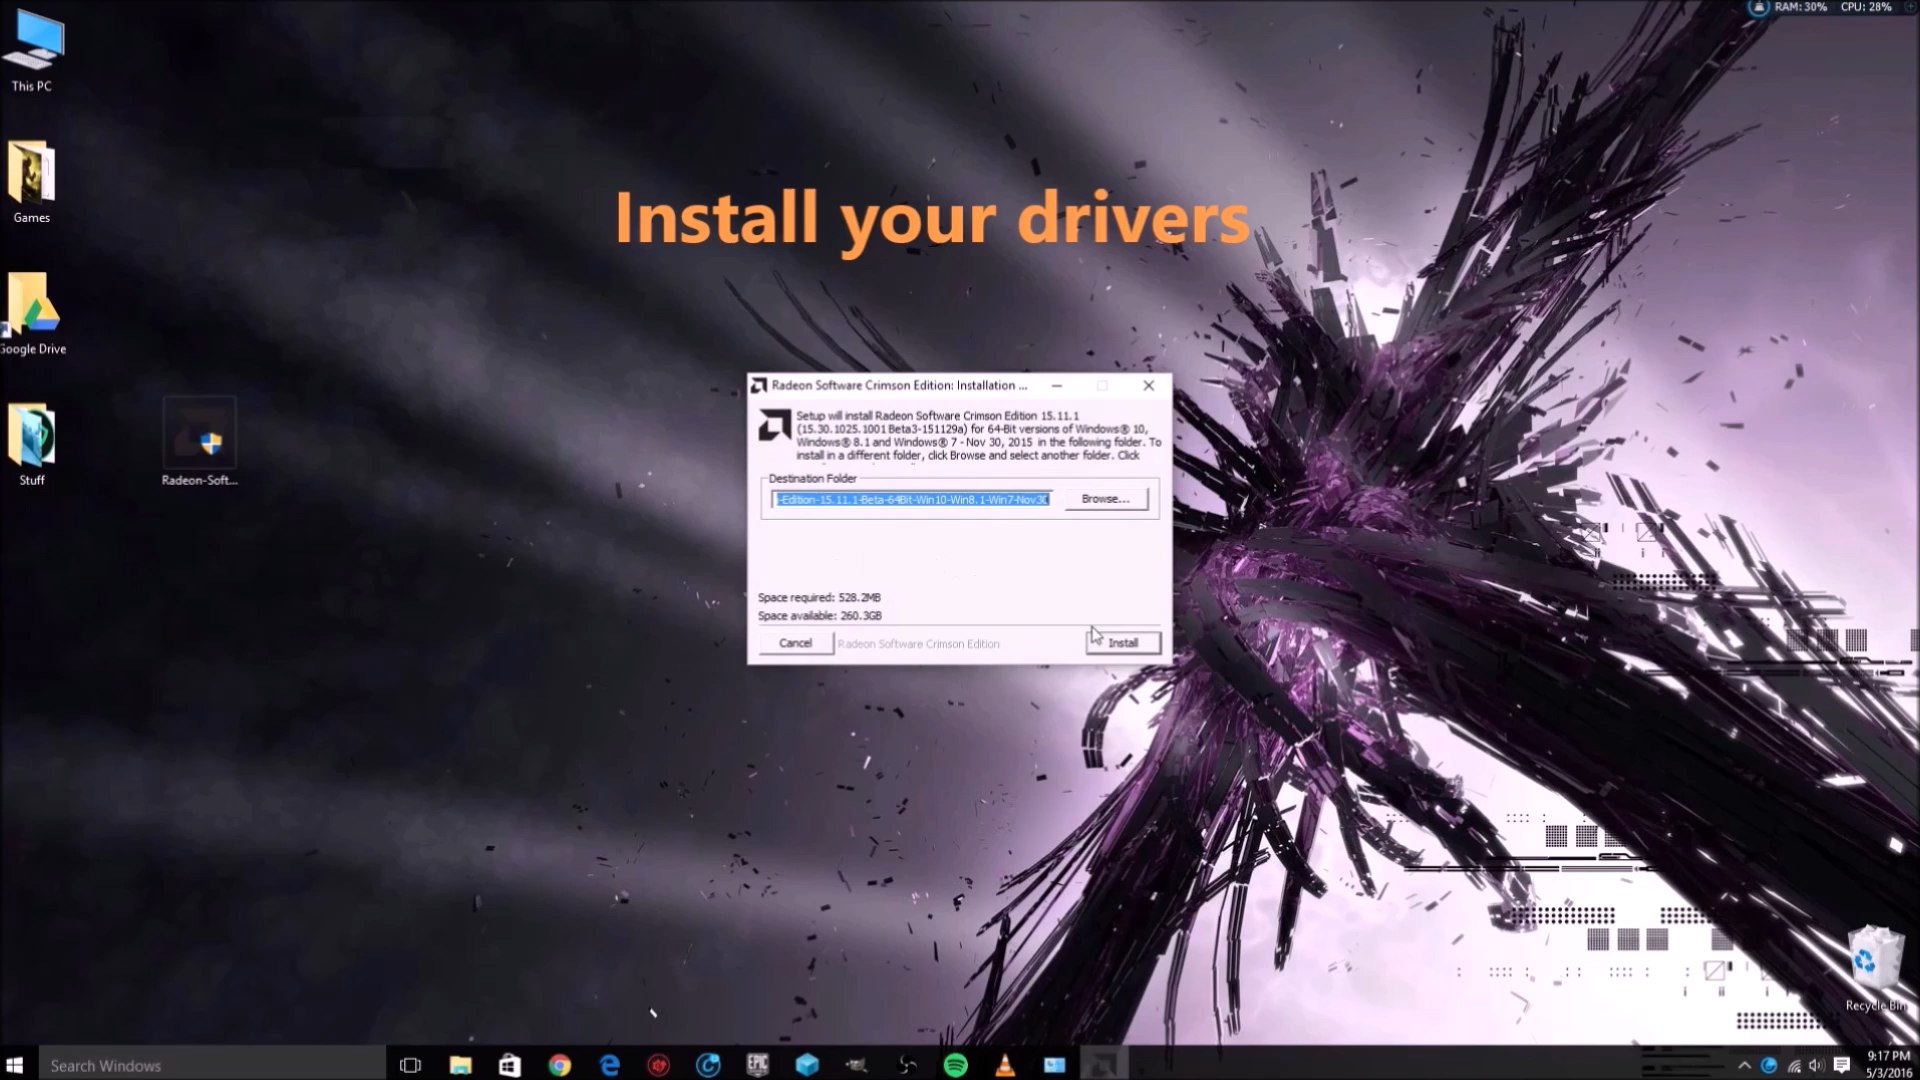 RAM: 30% CPU: 28%
This PC
Games
Google Drive
Stuff
Radeon-Soft...
Install your drivers
Radeon Software Crimson Edition: Installation ...
Setup will install Radeon Software Crimson Edition 15.11.1
(15.30.1025.1001 Beta3-151129a) for 64-Bit versions of Windows® 10,
Windows® 8.1 and Windows® 7 - Nov 30, 2015 in the following folder. To
install in a different folder, click Browse and select another folder. Click
Destination Folder
-Edition-15.11.1-Beta-64Bit-Win10-Win8.1-Win7-Nov30
Browse...
Space required: 528.2MB
Space available: 260.3GB
Cancel
Radeon Software Crimson Edition
Install
Recycle Bin
Search Windows
EPIC
GAMES
9:17 PM
5/3/2016